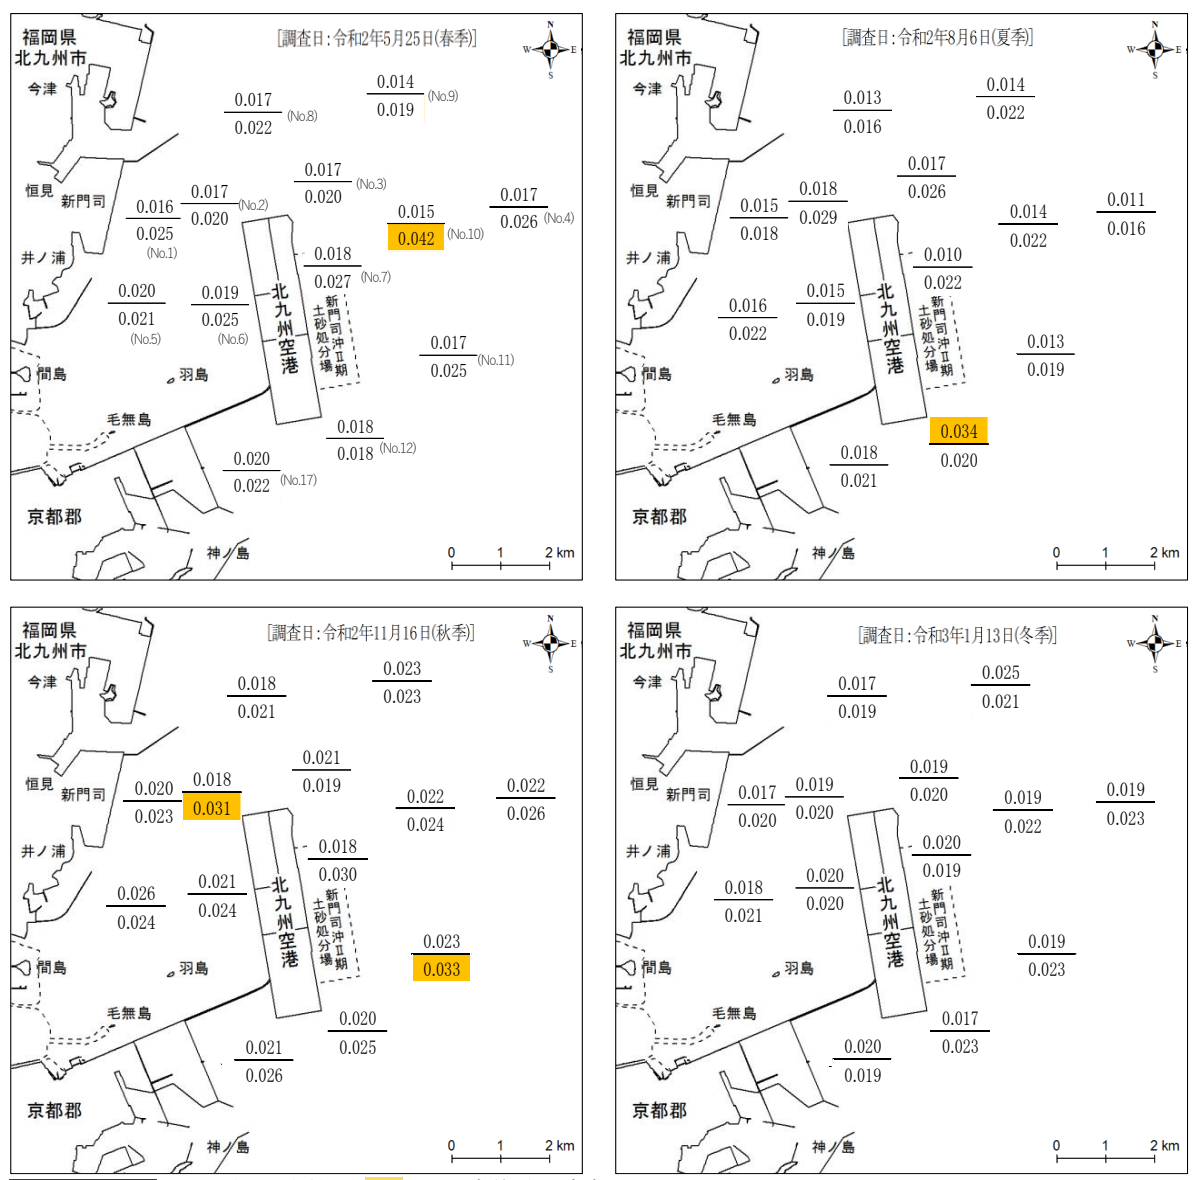 福岡県
北九州市
[調査日:令和2年5月25日(春季)]
N
W
E
S
今津
0.014
0.019
(No.9)
0.017
0.022
(No.8)
恒見
新門司
0.017
0.020
(No.3)
0.017
0.020
(No.2)
0.016
0.025
(No.1)
0.017
0.026
(No.4)
0.015
0.042
(No.10)
井ノ浦
0.018
0.027
(No.7)
0.020
0.021
(No.5)
0.019
0.025
(No.6)
北九州空港
新門司沖Ⅱ期
土砂処分場
0.017
0.025
(No.11)
間島
羽島
毛無島
0.018
0.018
(No.12)
0.020
0.022
(No.17)
京都郡
神ノ島
0 1 2 km
福岡県
北九州市
[調査日:令和2年8月6日(夏季)]
N
W
E
S
今津
0.014
0.022
0.013
0.016
恒見
新門司
0.017
0.026
0.018
0.029
0.015
0.018
0.011
0.016
0.014
0.022
井ノ浦
0.010
0.022
0.016
0.022
0.015
0.019
北九州空港
新門司沖Ⅱ期
土砂処分場
0.013
0.019
間島
羽島
毛無島
0.034
0.020
0.018
0.021
京都郡
神ノ島
0 1 2 km
福岡県
北九州市
[調査日:令和2年11月16日(秋季)]
N
W
E
S
今津
0.023
0.023
0.018
0.021
恒見
新門司
0.021
0.019
0.018
0.031
0.020
0.023
0.022
0.026
0.022
0.024
井ノ浦
0.018
0.030
0.026
0.024
0.021
0.024
北九州空港
新門司沖Ⅱ期
土砂処分場
0.023
0.033
間島
羽島
毛無島
0.020
0.025
0.021
0.026
京都郡
神ノ島
0 1 2 km
福岡県
北九州市
[調査日:令和3年1月13日(冬季)]
N
W
E
S
今津
0.025
0.021
0.017
0.019
恒見
新門司
0.019
0.020
0.019
0.020
0.017
0.020
0.019
0.023
0.019
0.022
井ノ浦
0.020
0.019
0.018
0.021
0.020
0.020
北九州空港
新門司沖Ⅱ期
土砂処分場
0.019
0.023
間島
羽島
毛無島
0.017
0.023
0.020
0.019
京都郡
神ノ島
0 1 2 km